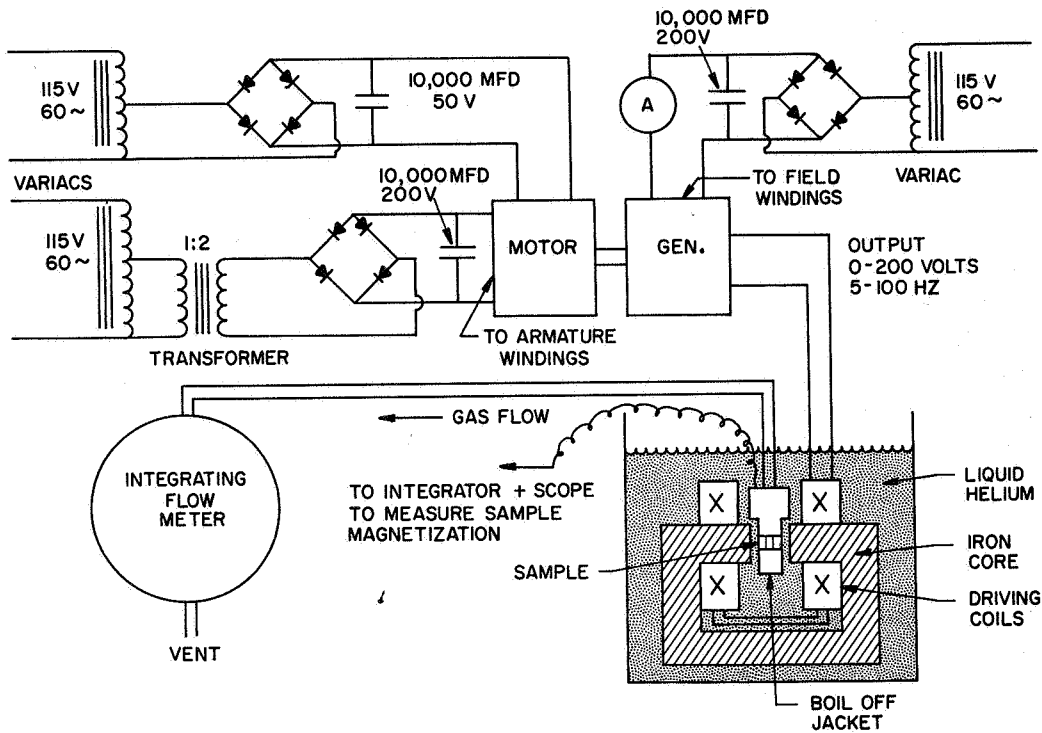 10,000 MFD
200V
115 V
60 ~
10,000 MFD
50 V
A
115 V
60 ~
VARIACS
10,000 MFD
200V
TO FIELD
WINDINGS
VARIAC
115V
60 ~
1:2
MOTOR
GEN.
OUTPUT
0-200 VOLTS
5-100 HZ
TRANSFORMER
TO ARMATURE
WINDINGS
GAS FLOW
INTEGRATING
FLOW
METER
TO INTEGRATOR + SCOPE
TO MEASURE SAMPLE
MAGNETIZATION
SAMPLE
X
X
X
X
LIQUID
HELIUM
IRON
CORE
DRIVING
COILS
VENT
BOIL OFF
JACKET